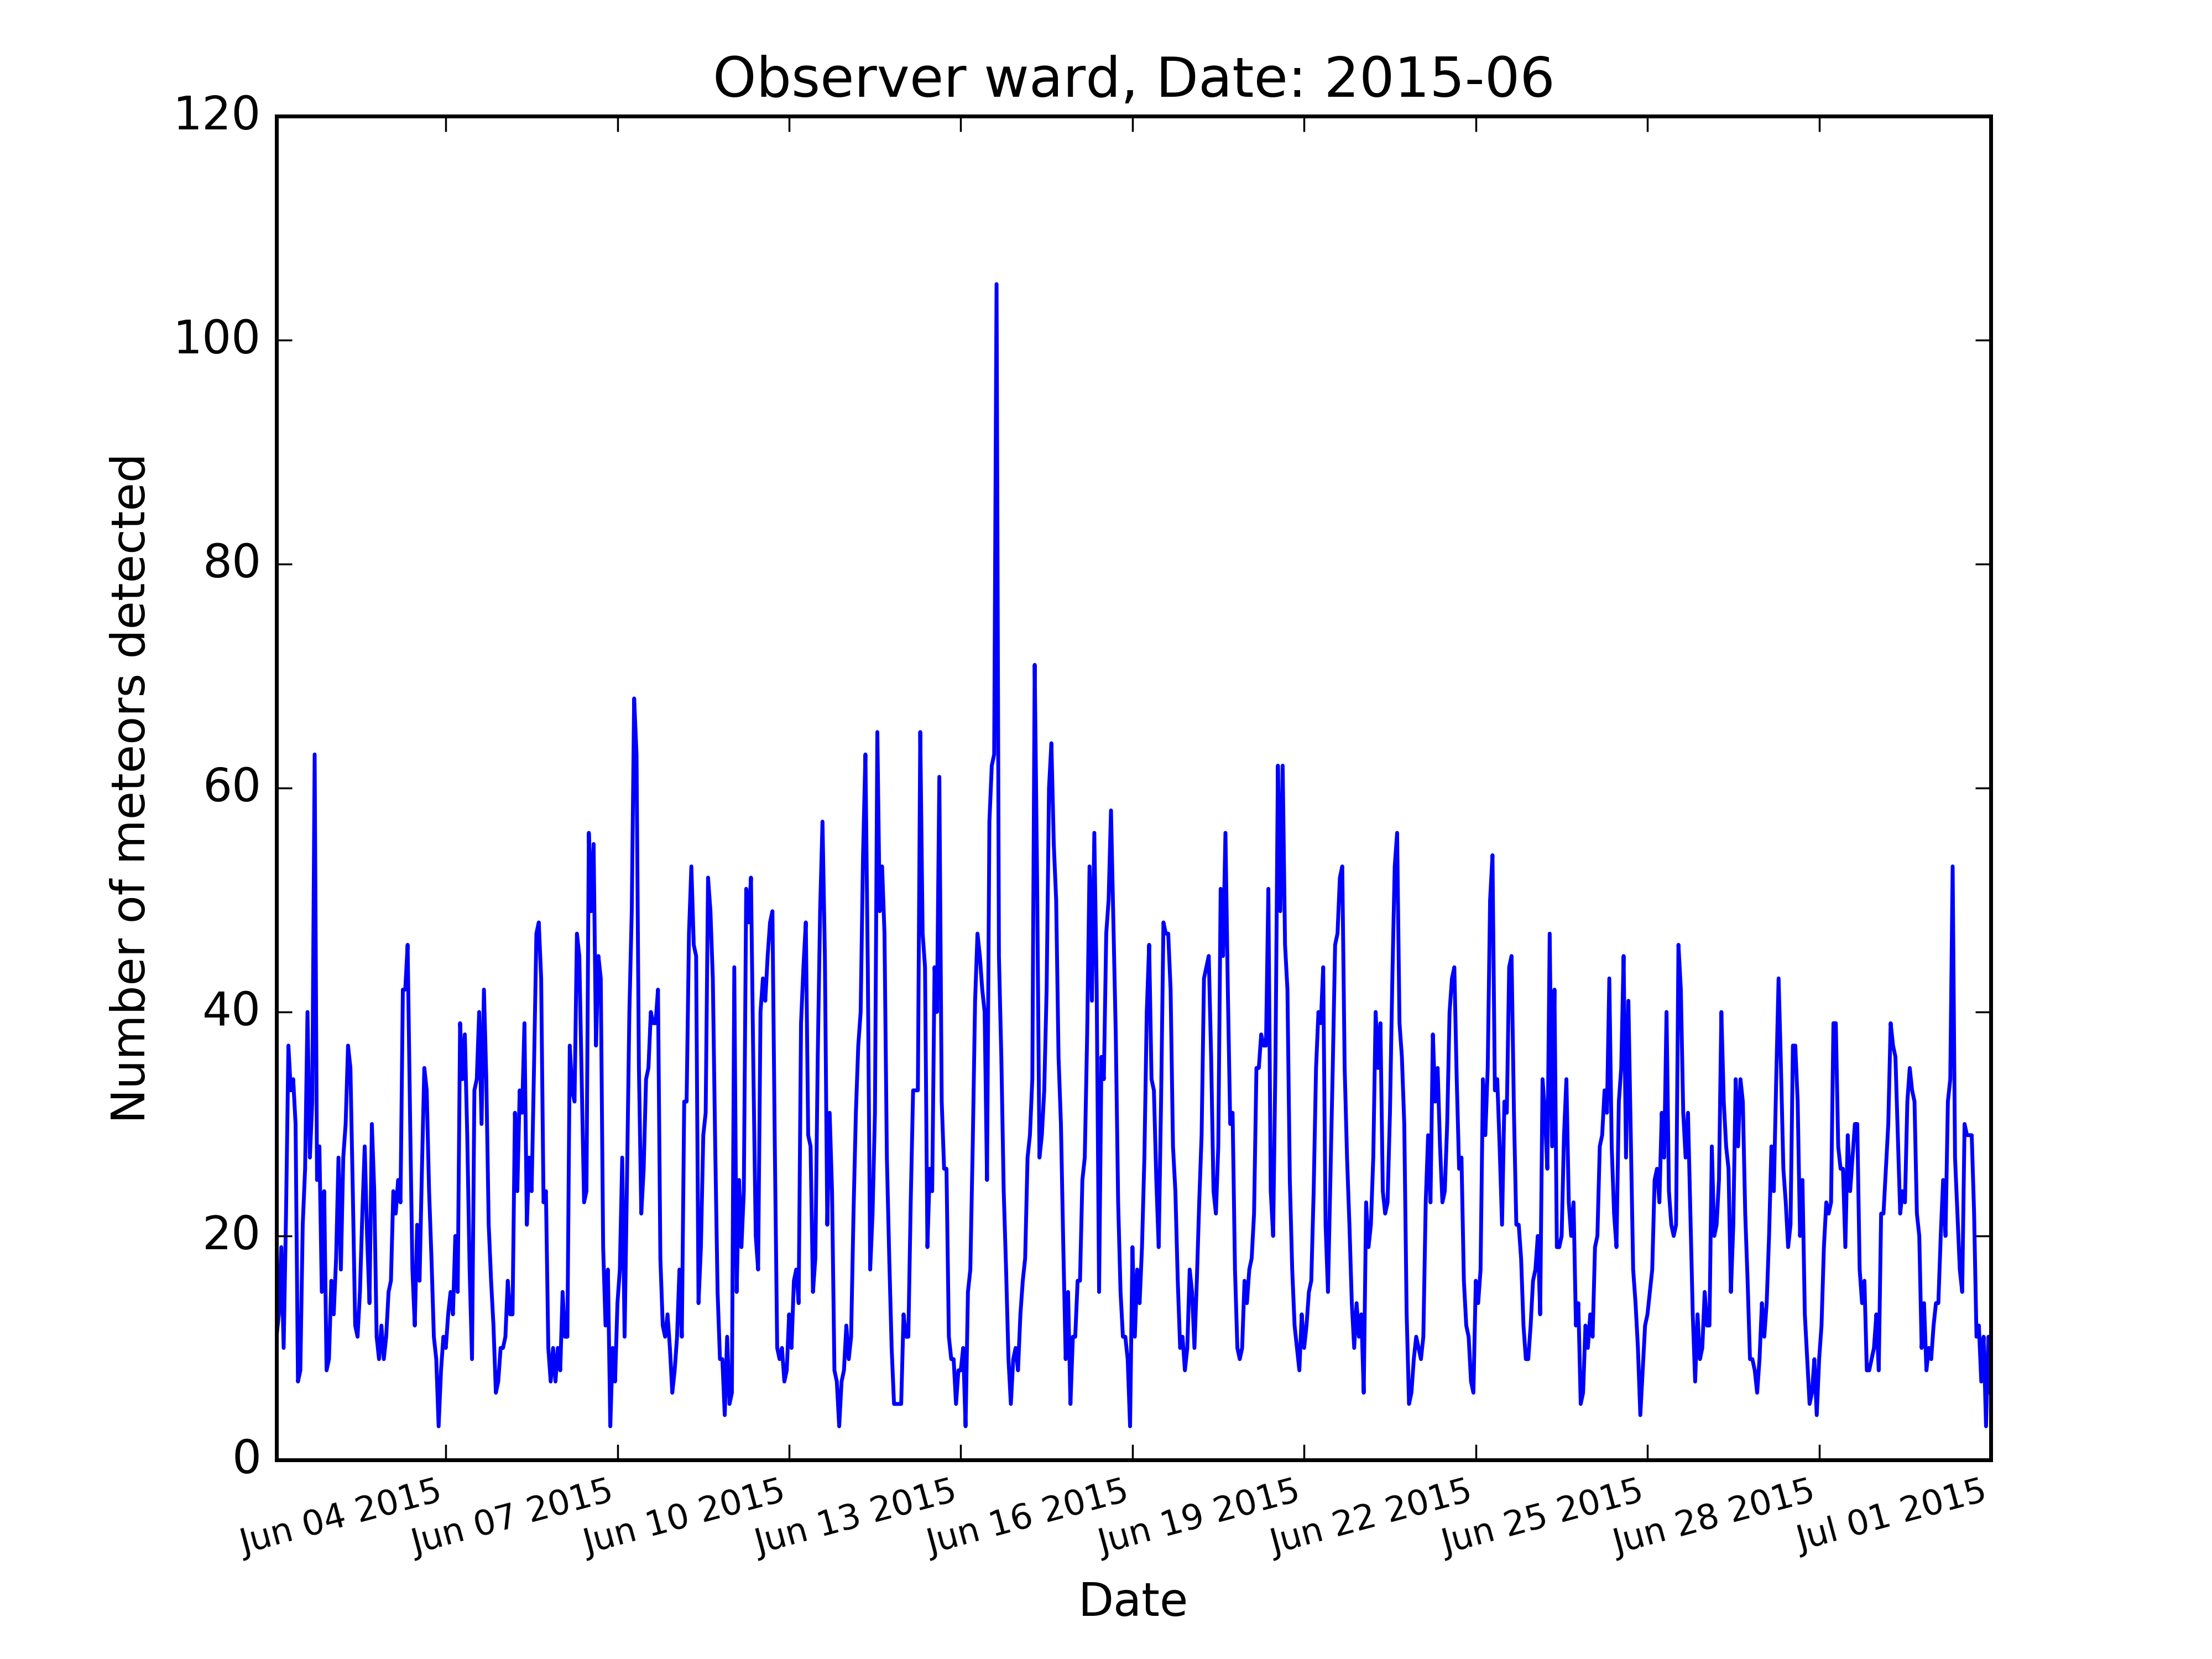 Observer ward, Date: 2015-06
120
100
80
60
40
20
0
Number of meteors detected
Jun 04 2015
Jun 07 2015
Jun 10 2015
Jun 13 2015
Jun 16 2015
Jun 19 2015
Jun 22 2015
Jun 25 2015
Jun 28 2015
Jul 01 2015
Date